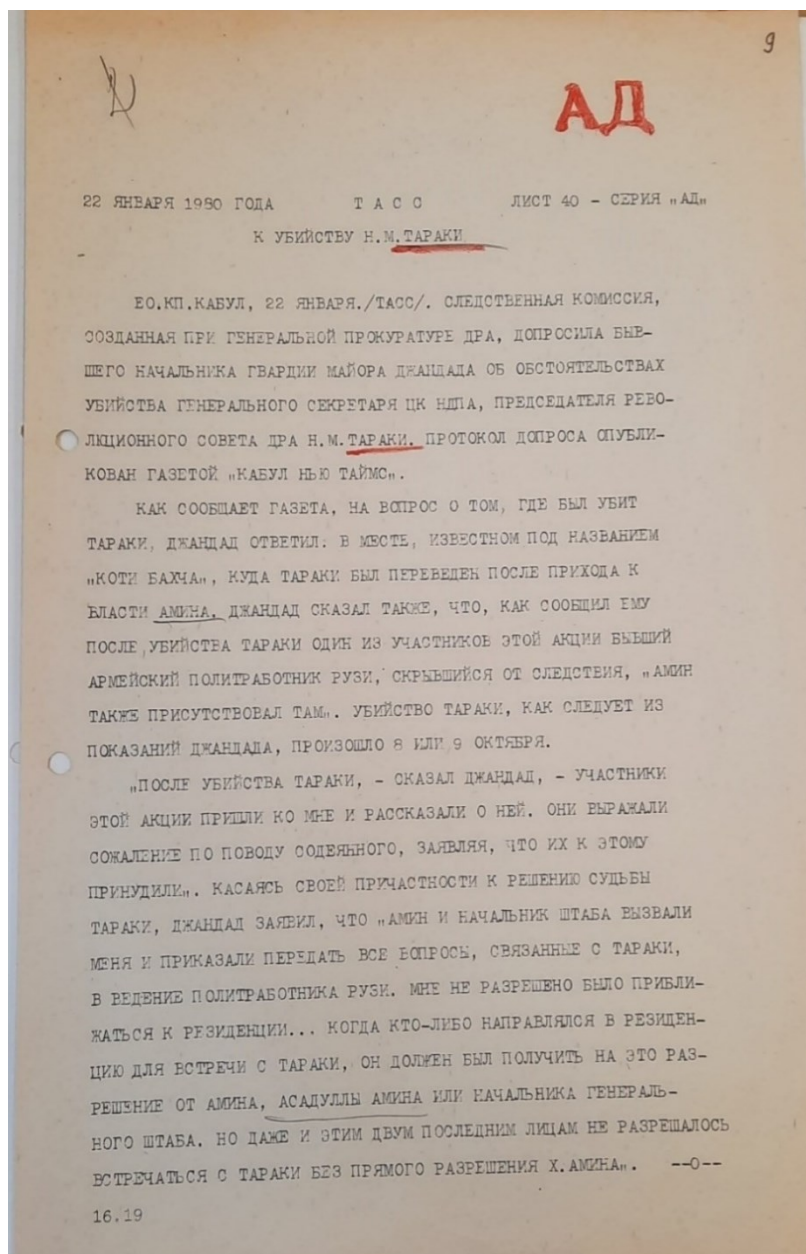 9
АД
22 ЯНВАРЯ 1980 ГОДА Т А С С ЛИСТ 40 – СЕРИЯ „АД„
К УБИЙСТВУ Н.М.ТАРАКИ
ЕО.КП.КАБУЛ, 22 ЯНВАРЯ./ТАСС/. СЛЕДСТВЕННАЯ КОМИССИЯ,
СОЗДАННАЯ ПРИ ГЕНЕРАЛЬНОЙ ПРОКУРАТУРЕ ДРА, ДОПРОСИЛА БЫВ–
ШЕГО НАЧАЛЬНИКА ГВАРДИИ МАЙОРА ДЖАНДАДА ОБ ОБСТОЯТЕЛЬСТВАХ
УБИЙСТВА ГЕНЕРАЛЬНОГО СЕКРЕТАРЯ ЦК НДПА, ПРЕДСЕДАТЕЛЯ РЕВО–
ЛЮЦИОННОГО СОВЕТА ДРА Н.М.ТАРАКИ. ПРОТОКОЛ ДОПРОСА ОПУБЛИ–
КОВАН ГАЗЕТОЙ „КАБУЛ НЬЮ ТАЙМС„.
КАК СООБЩАЕТ ГАЗЕТА, НА ВОПРОС О ТОМ, ГДЕ БЫЛ УБИТ
ТАРАКИ, ДЖАНДАД ОТВЕТИЛ: В МЕСТЕ, ИЗВЕСТНОМ ПОД НАЗВАНИЕМ
„КОТИ БАХЧА„, КУДА ТАРАКИ БЫЛ ПЕРЕВЕДЕН ПОСЛЕ ПРИХОДА К
ВЛАСТИ АМИНА. ДЖАНДАД СКАЗАЛ ТАКЖЕ, ЧТО, КАК СООБЩИЛ ЕМУ
ПОСЛЕ УБИЙСТВА ТАРАКИ ОДИН ИЗ УЧАСТНИКОВ ЭТОЙ АКЦИИ БЫВШИЙ
АРМЕЙСКИЙ ПОЛИТРАБОТНИК РУЗИ, СКРЫВШИЙСЯ ОТ СЛЕДСТВИЯ, „АМИН
ТАКЖЕ ПРИСУТСТВОВАЛ ТАМ„. УБИЙСТВО ТАРАКИ, КАК СЛЕДУЕТ ИЗ
ПОКАЗАНИЙ ДЖАНДАДА, ПРОИЗОШЛО 8 ИЛИ 9 ОКТЯБРЯ.
„ПОСЛЕ УБИЙСТВА ТАРАКИ, – СКАЗАЛ ДЖАНДАД, – УЧАСТНИКИ
ЭТОЙ АКЦИИ ПРИШЛИ КО МНЕ И РАССКАЗАЛИ О НЕЙ. ОНИ ВЫРАЖАЛИ
СОЖАЛЕНИЕ ПО ПОВОДУ СОДЕЯННОГО, ЗАЯВЛЯЯ, ЧТО ИХ К ЭТОМУ
ПРИНУДИЛИ„. КАСАЯСЬ СВОЕЙ ПРИЧАСТНОСТИ К РЕШЕНИЮ СУДЬБЫ
ТАРАКИ, ДЖАНДАД ЗАЯВИЛ, ЧТО „АМИН И НАЧАЛЬНИК ШТАБА ВЫЗВАЛИ
МЕНЯ И ПРИКАЗАЛИ ПЕРЕДАТЬ ВСЕ ВОПРОСЫ, СВЯЗАННЫЕ С ТАРАКИ,
В ВЕДЕНИЕ ПОЛИТРАБОТНИКА РУЗИ. МНЕ НЕ РАЗРЕШЕНО БЫЛО ПРИБЛИ–
ЖАТЬСЯ К РЕЗИДЕНЦИИ... КОГДА КТО–ЛИБО НАПРАВЛЯЛСЯ В РЕЗИДЕН–
ЦИЮ ДЛЯ ВСТРЕЧИ С ТАРАКИ, ОН ДОЛЖЕН БЫЛ ПОЛУЧИТЬ НА ЭТО РАЗ–
РЕШЕНИЕ ОТ АМИНА, АСАДУЛЛЫ АМИНА ИЛИ НАЧАЛЬНИКА ГЕНЕРАЛЬ–
НОГО ШТАБА. НО ДАЖЕ И ЭТИМ ДВУМ ПОСЛЕДНИМ ЛИЦАМ НЕ РАЗРЕШАЛОСЬ
ВСТРЕЧАТЬСЯ С ТАРАКИ БЕЗ ПРЯМОГО РАЗРЕШЕНИЯ Х.АМИНА„. ––0––
16.19